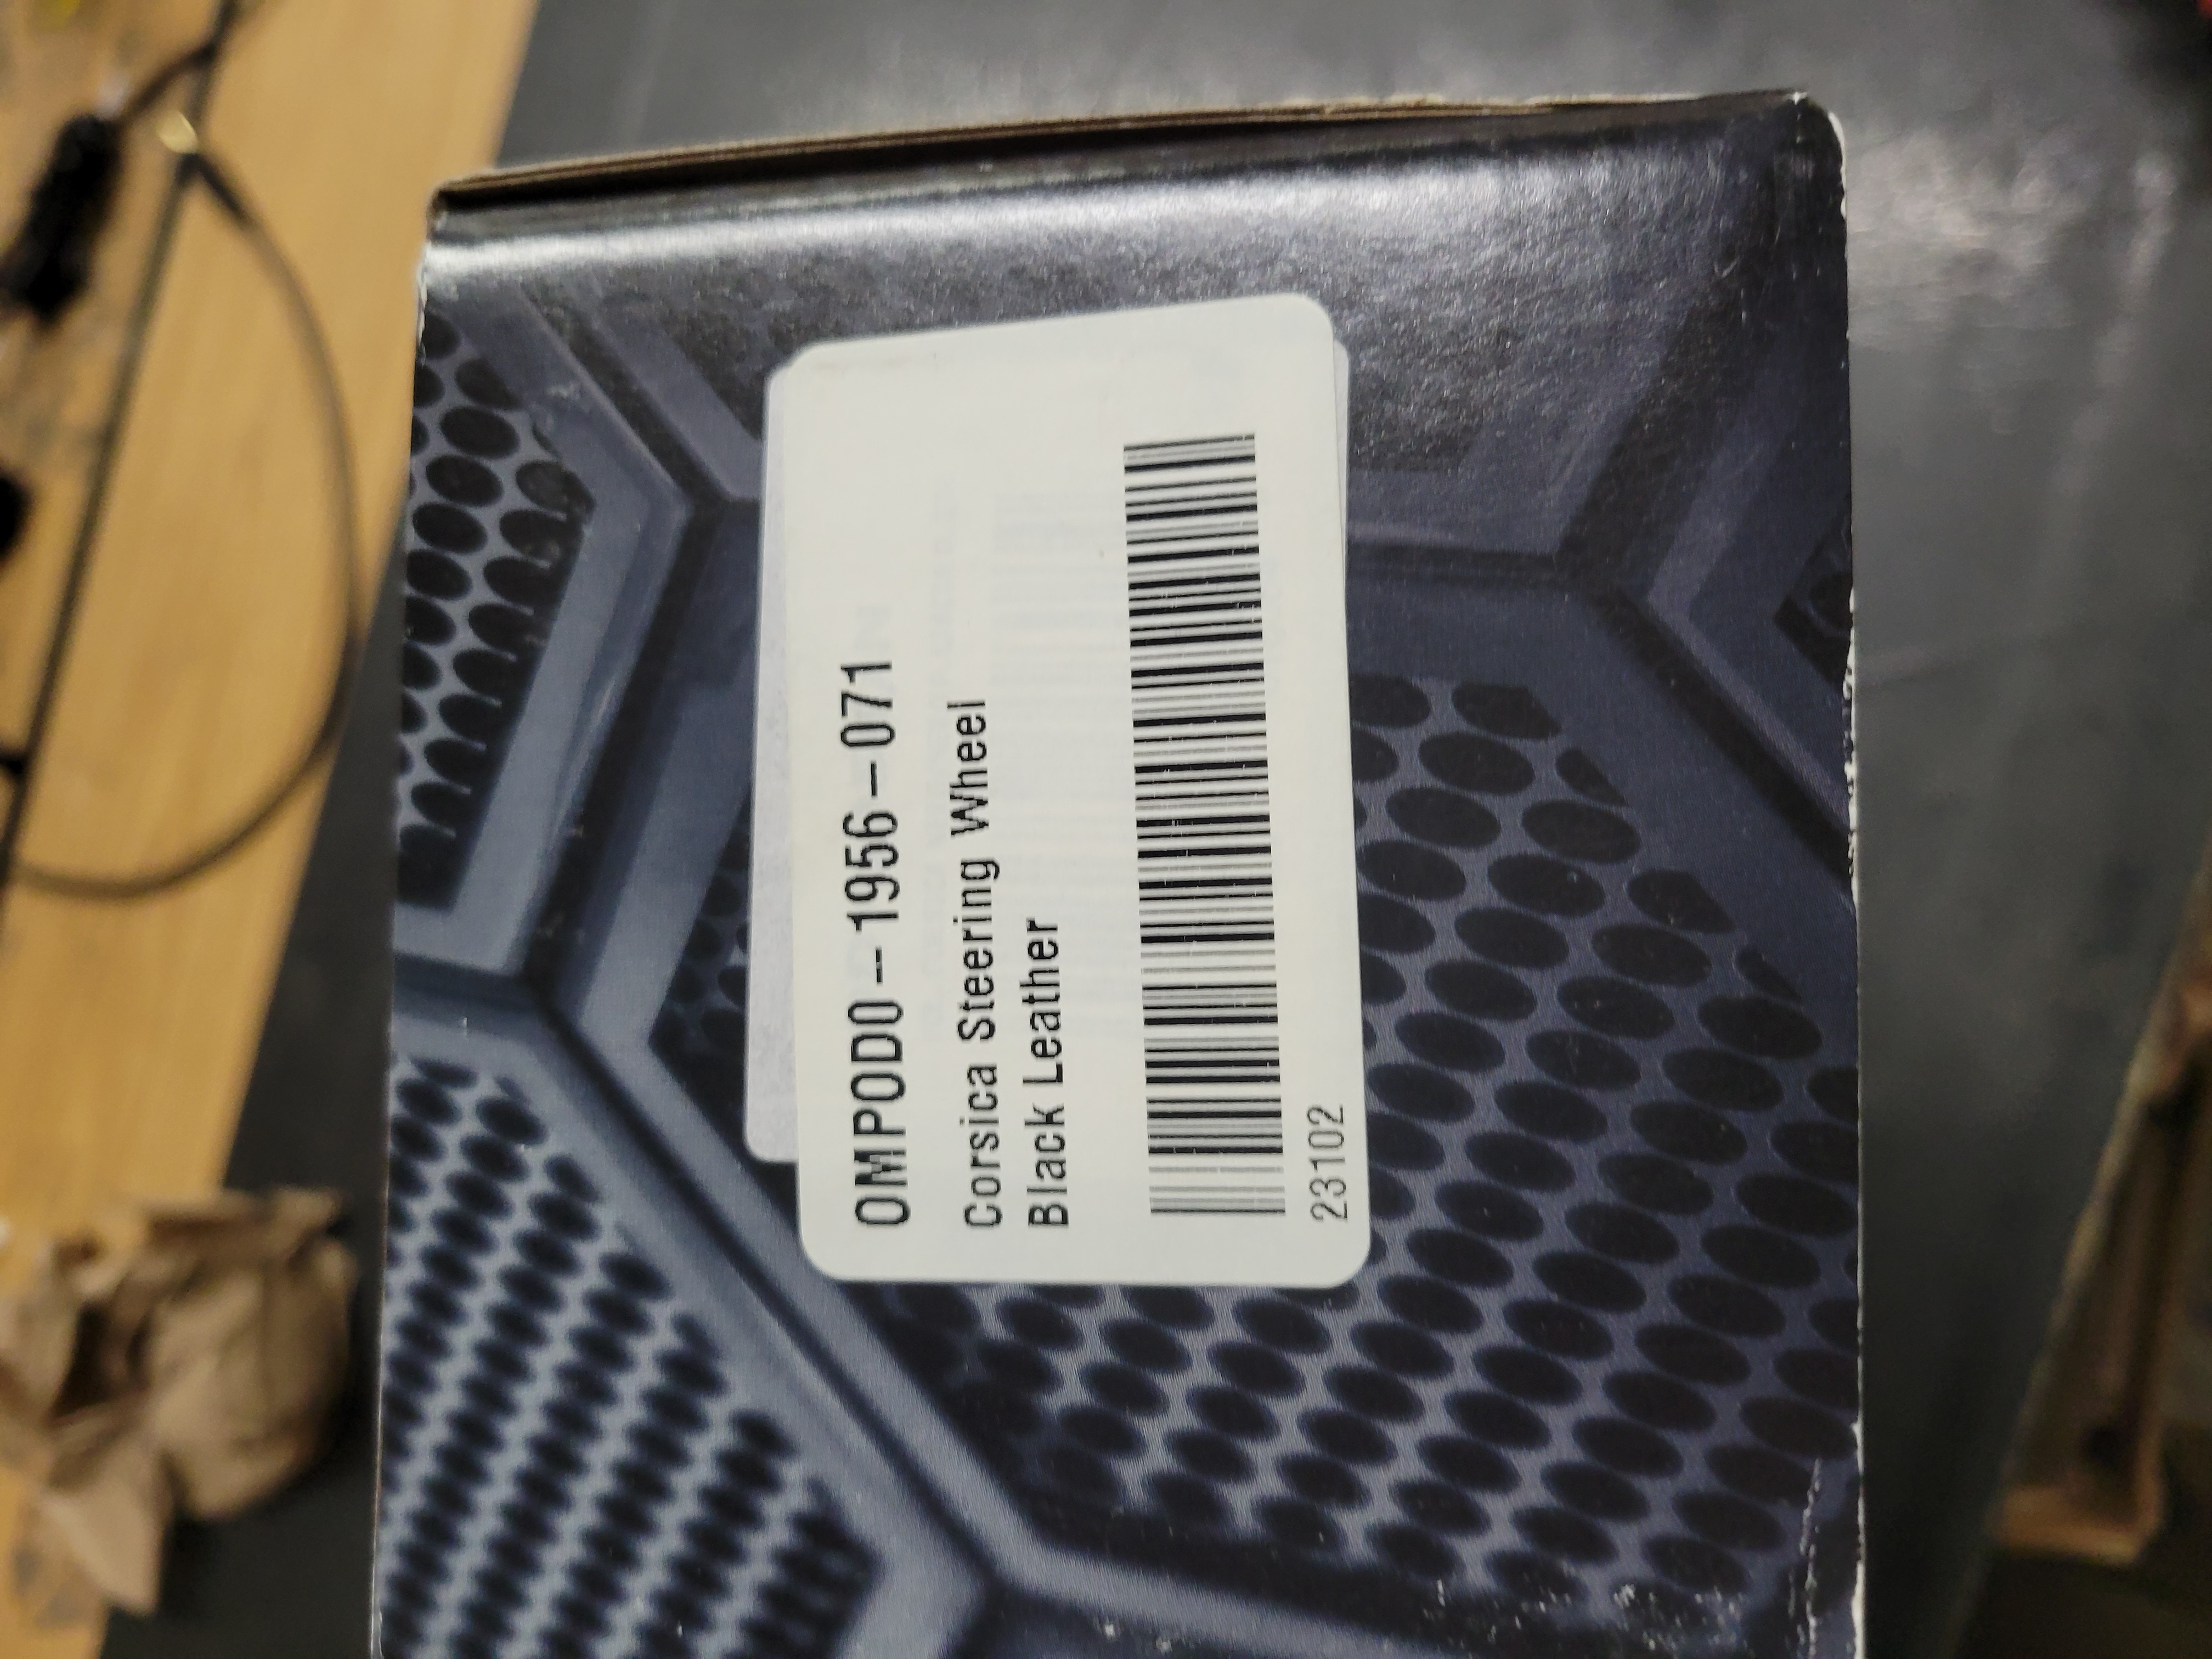 OMPOD0-1956-071
Corsica Steering Wheel
Black Leather
23102